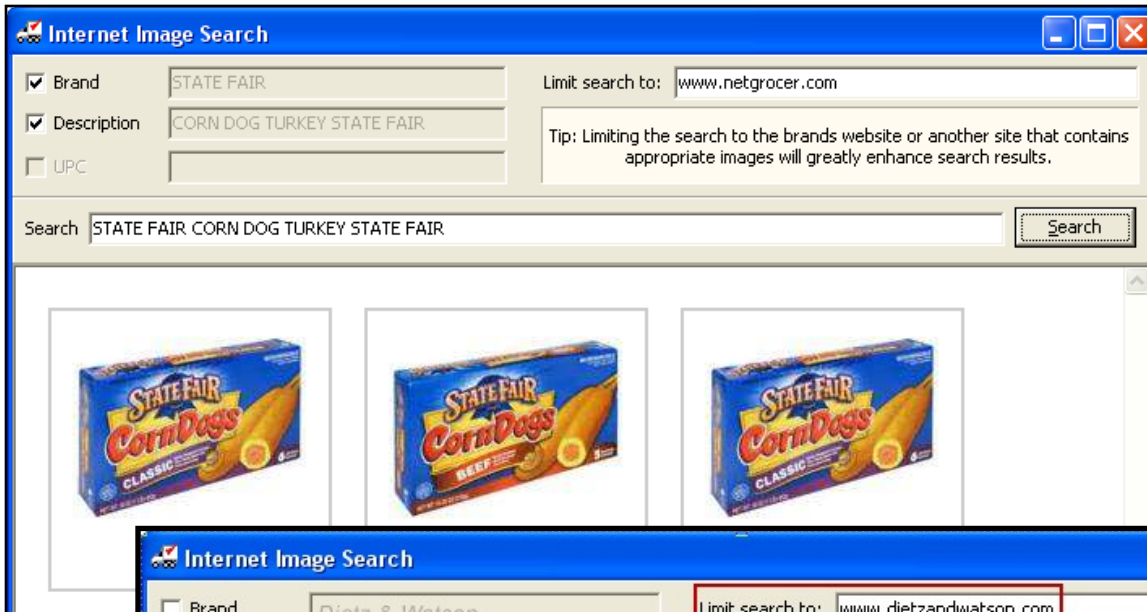 Internet Image Search
Brand STATE FAIR Limit search to: www.netgrocer.com
Description CORN DOG TURKEY STATE FAIR
Tip: Limiting the search to the brands website or another site that contains
appropriate images will greatly enhance search results.
UPC
Search STATE FAIR CORN DOG TURKEY STATE FAIR Search
STATE FAIR
Corn Dogs
CLASSIC
STATE FAIR
Corn Dogs
BEEF
STATE FAIR
Corn Dogs
CLASSIC
Internet Image Search
Brand Dietz & Watson Limit search to: www.dietzandwatson.com